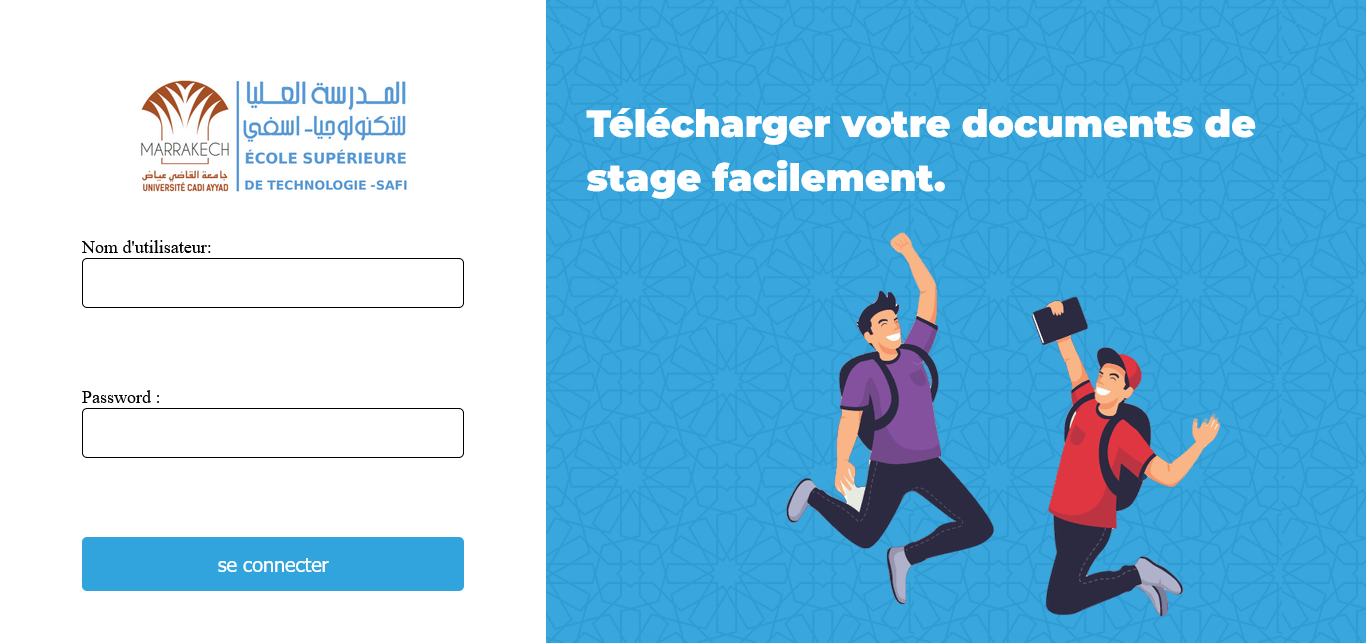 المدرسة العليا
للتكنولوجيا- اسفي
MARRAKECH
ÉCOLE SUPÉRIEURE
جامعة القاضي عياض
UNIVERSITÉ CADI AYYAD
DE TECHNOLOGIE -SAFI
Nom d'utilisateur:
Password :
se connecter
Télécharger votre documents de
stage facilement.